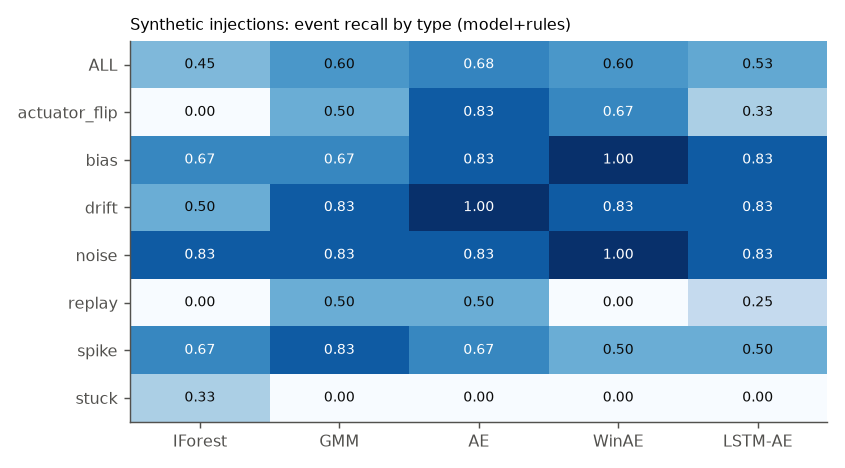 Synthetic injections: event recall by type (model+rules)
ALL 0.45 0.60 0.68 0.60 0.53
actuator_flip 0.00 0.50 0.83 0.67 0.33
bias 0.67 0.67 0.83 1.00 0.83
drift 0.50 0.83 1.00 0.83 0.83
noise 0.83 0.83 0.83 1.00 0.83
replay 0.00 0.50 0.50 0.00 0.25
spike 0.67 0.83 0.67 0.50 0.50
stuck 0.33 0.00 0.00 0.00 0.00
IForest GMM AE WinAE LSTM-AE